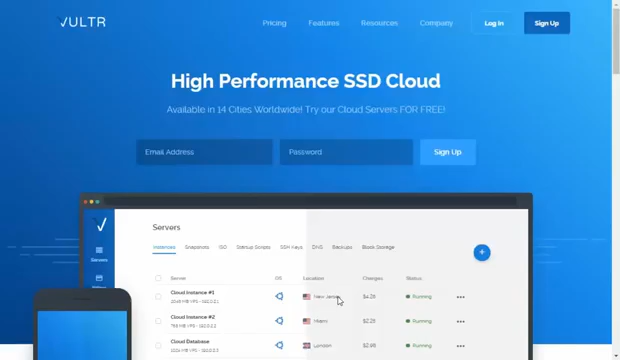 VULTR
Pricing Features Resources Company Log in Sign Up
High Performance SSD Cloud
Available in 14 Cities Worldwide! Try our Cloud Servers FOR FREE!
Email Address Password Sign Up
Servers
Instances Snapshots ISO Startup Scripts SSH Keys DNS Backups Block Storage
Servers
Server OS Location Charges Status
Cloud Instance #1
New Jersey $4.25 Running
Cloud Instance #2
Miami $2.25 Running
Cloud Database
London $2.98 Running